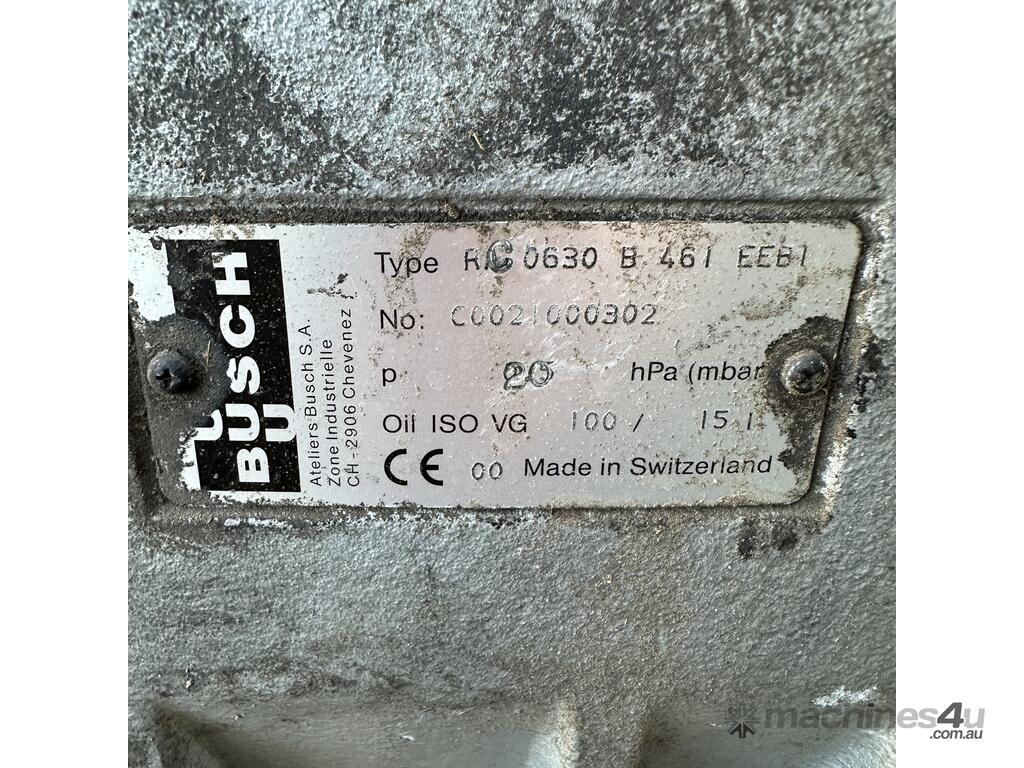 BUSCH
BUSCH
Ateliers Busch S.A.
Zone Industrielle
CH - 2906 Chevenez
Type RC 0630 B 461 EEB1
No: C0021000302
p 20 hPa (mbar
Oil ISO VG 100 / 15 l
CE 00 Made in Switzerland
machines4u
.com.au